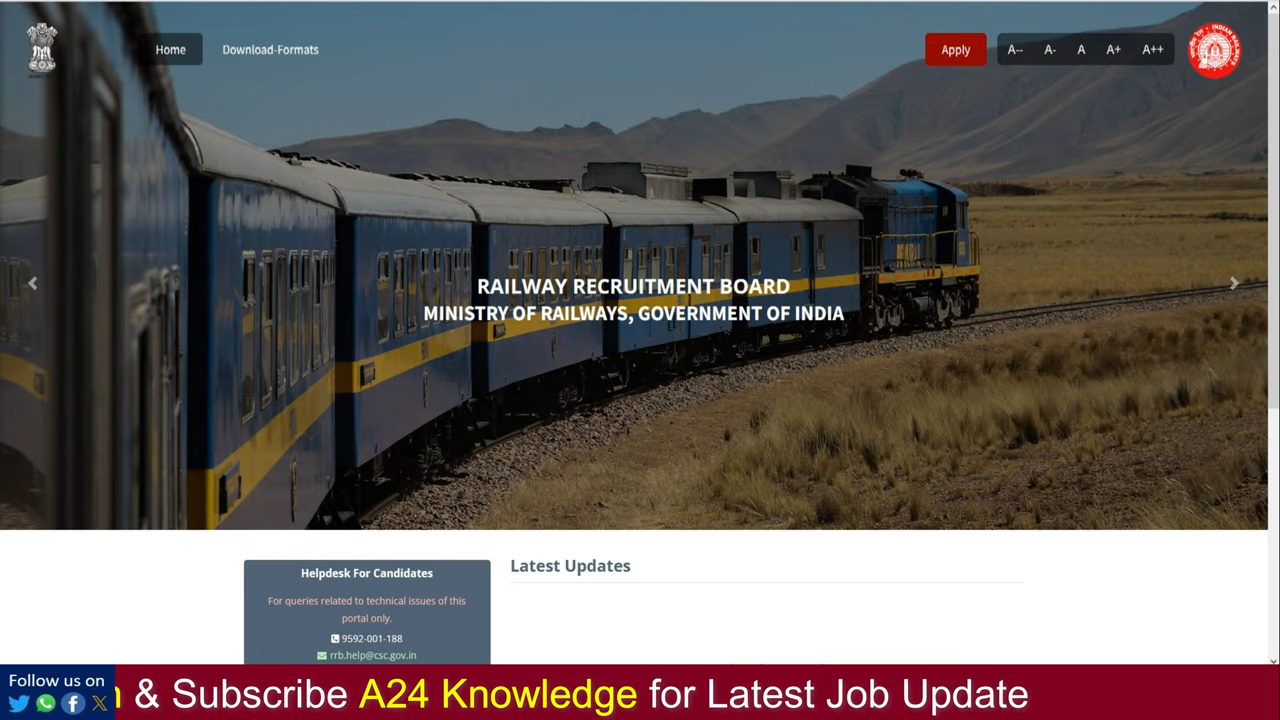 Home
Download-Formats
Apply
A-- A- A A+ A++
RAILWAY RECRUITMENT BOARD
MINISTRY OF RAILWAYS, GOVERNMENT OF INDIA
Helpdesk For Candidates
For queries related to technical issues of this
portal only.
9592-001-188
rrb.help@csc.gov.in
Latest Updates
Follow us on
& Subscribe A24 Knowledge for Latest Job Update